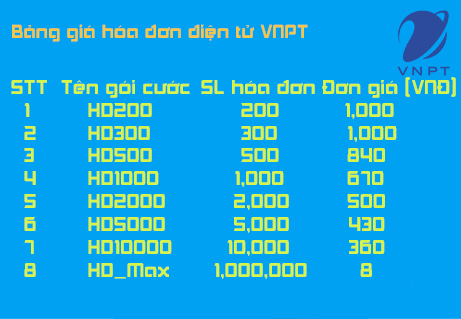 Bảng giá hóa đơn điện tử VNPT
VNPT
STT Tên gói cước SL hóa đơn Đơn giá (VNĐ)
1 HD200 200 1,000
2 HD300 300 1,000
3 HD500 500 840
4 HD1000 1,000 670
5 HD2000 2,000 500
6 HD5000 5,000 430
7 HD10000 10,000 360
8 HD_Max 1,000,000 8